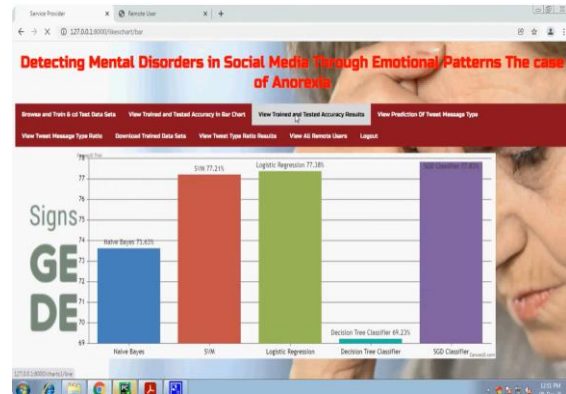 Service Provider
Remote User
127.0.0.1:8000/likeschart/bar
Detecting Mental Disorders in Social Media Through Emotional Patterns The case
of Anorexia
Browse and Train & Test Data Sets View Trained and Tested Accuracy in Bar Chart View Trained and Tested Accuracy Results View Prediction Of Tweet Message Type
View Tweet Message Type Ratio Download Trained Data Sets View Tweet Type Ratio Results View All Remote Users Logout
Signs
GE
DE
78
77
76
75
74
73
72
71
70
69
Naive Bayes 73.63%
SVM 77.21%
Logistic Regression 77.38%
Decision Tree Classifier 69.23%
SGD Classifier
Naive Bayes SVM Logistic Regression Decision Tree Classifier SGD Classifier
CanvasJS.com
12:51 PM